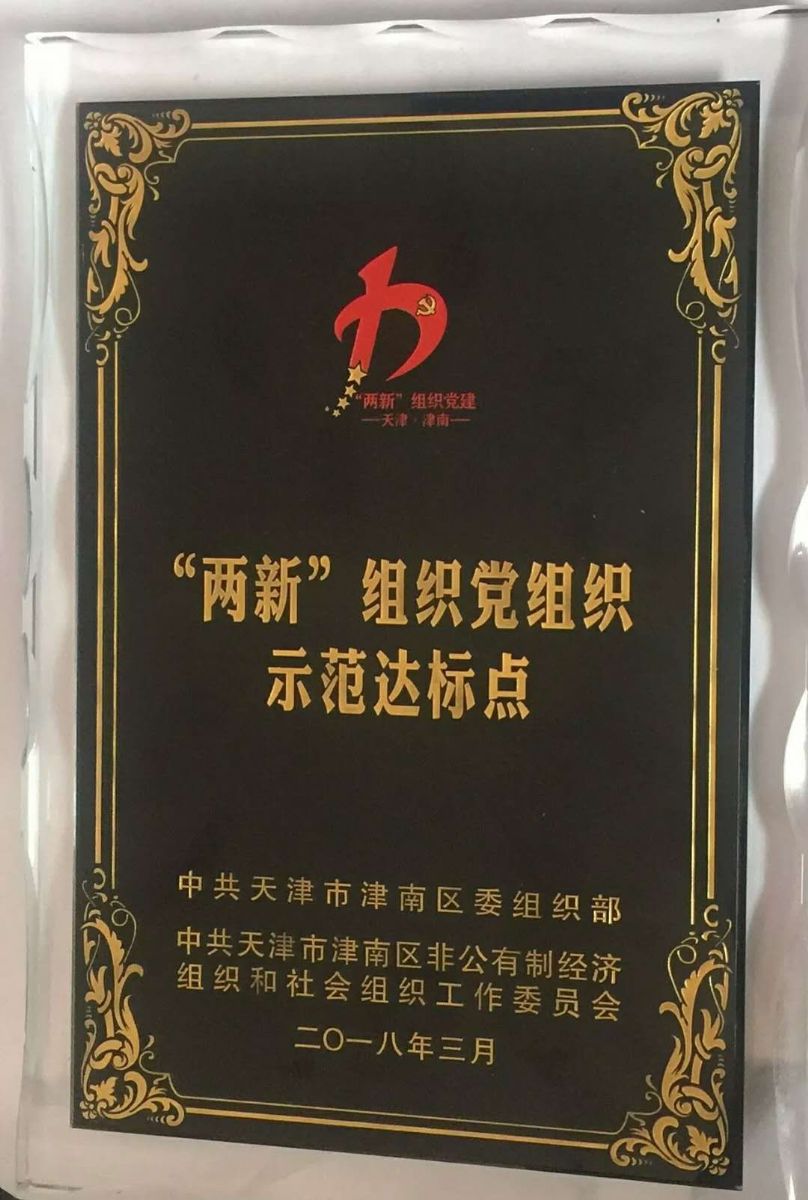 “两新”组织党建
天津·津南
“两新”组织党组织
示范达标点
中共天津市津南区委组织部
中共天津市津南区非公有制经济
组织和社会组织工作委员会
二〇一八年三月